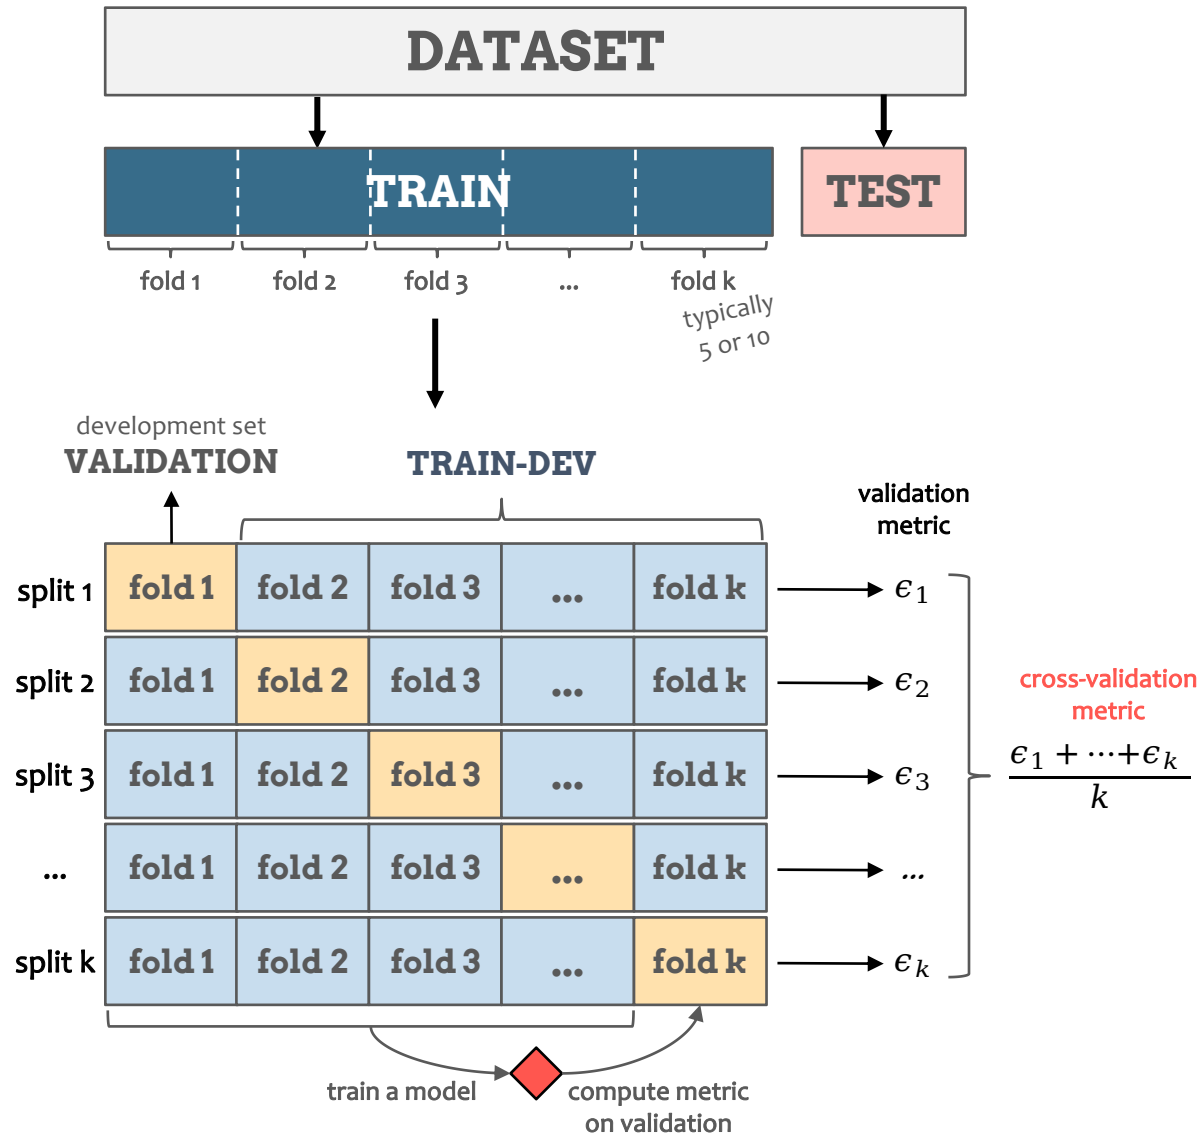 DATASET
TRAIN
TEST
fold 1 fold 2 fold 3 ... fold k
typically
5 or 10
development set
VALIDATION
TRAIN-DEV
validation
metric
split 1 fold 1 fold 2 fold 3 ... fold k ϵ₁
split 2 fold 1 fold 2 fold 3 ... fold k ϵ₂
cross-validation
metric
split 3 fold 1 fold 2 fold 3 ... fold k ϵ₃
ϵ₁ + ⋯+ϵₖ
k
... fold 1 fold 2 fold 3 ... fold k ...
split k fold 1 fold 2 fold 3 ... fold k ϵₖ
train a model
compute metric
on validation